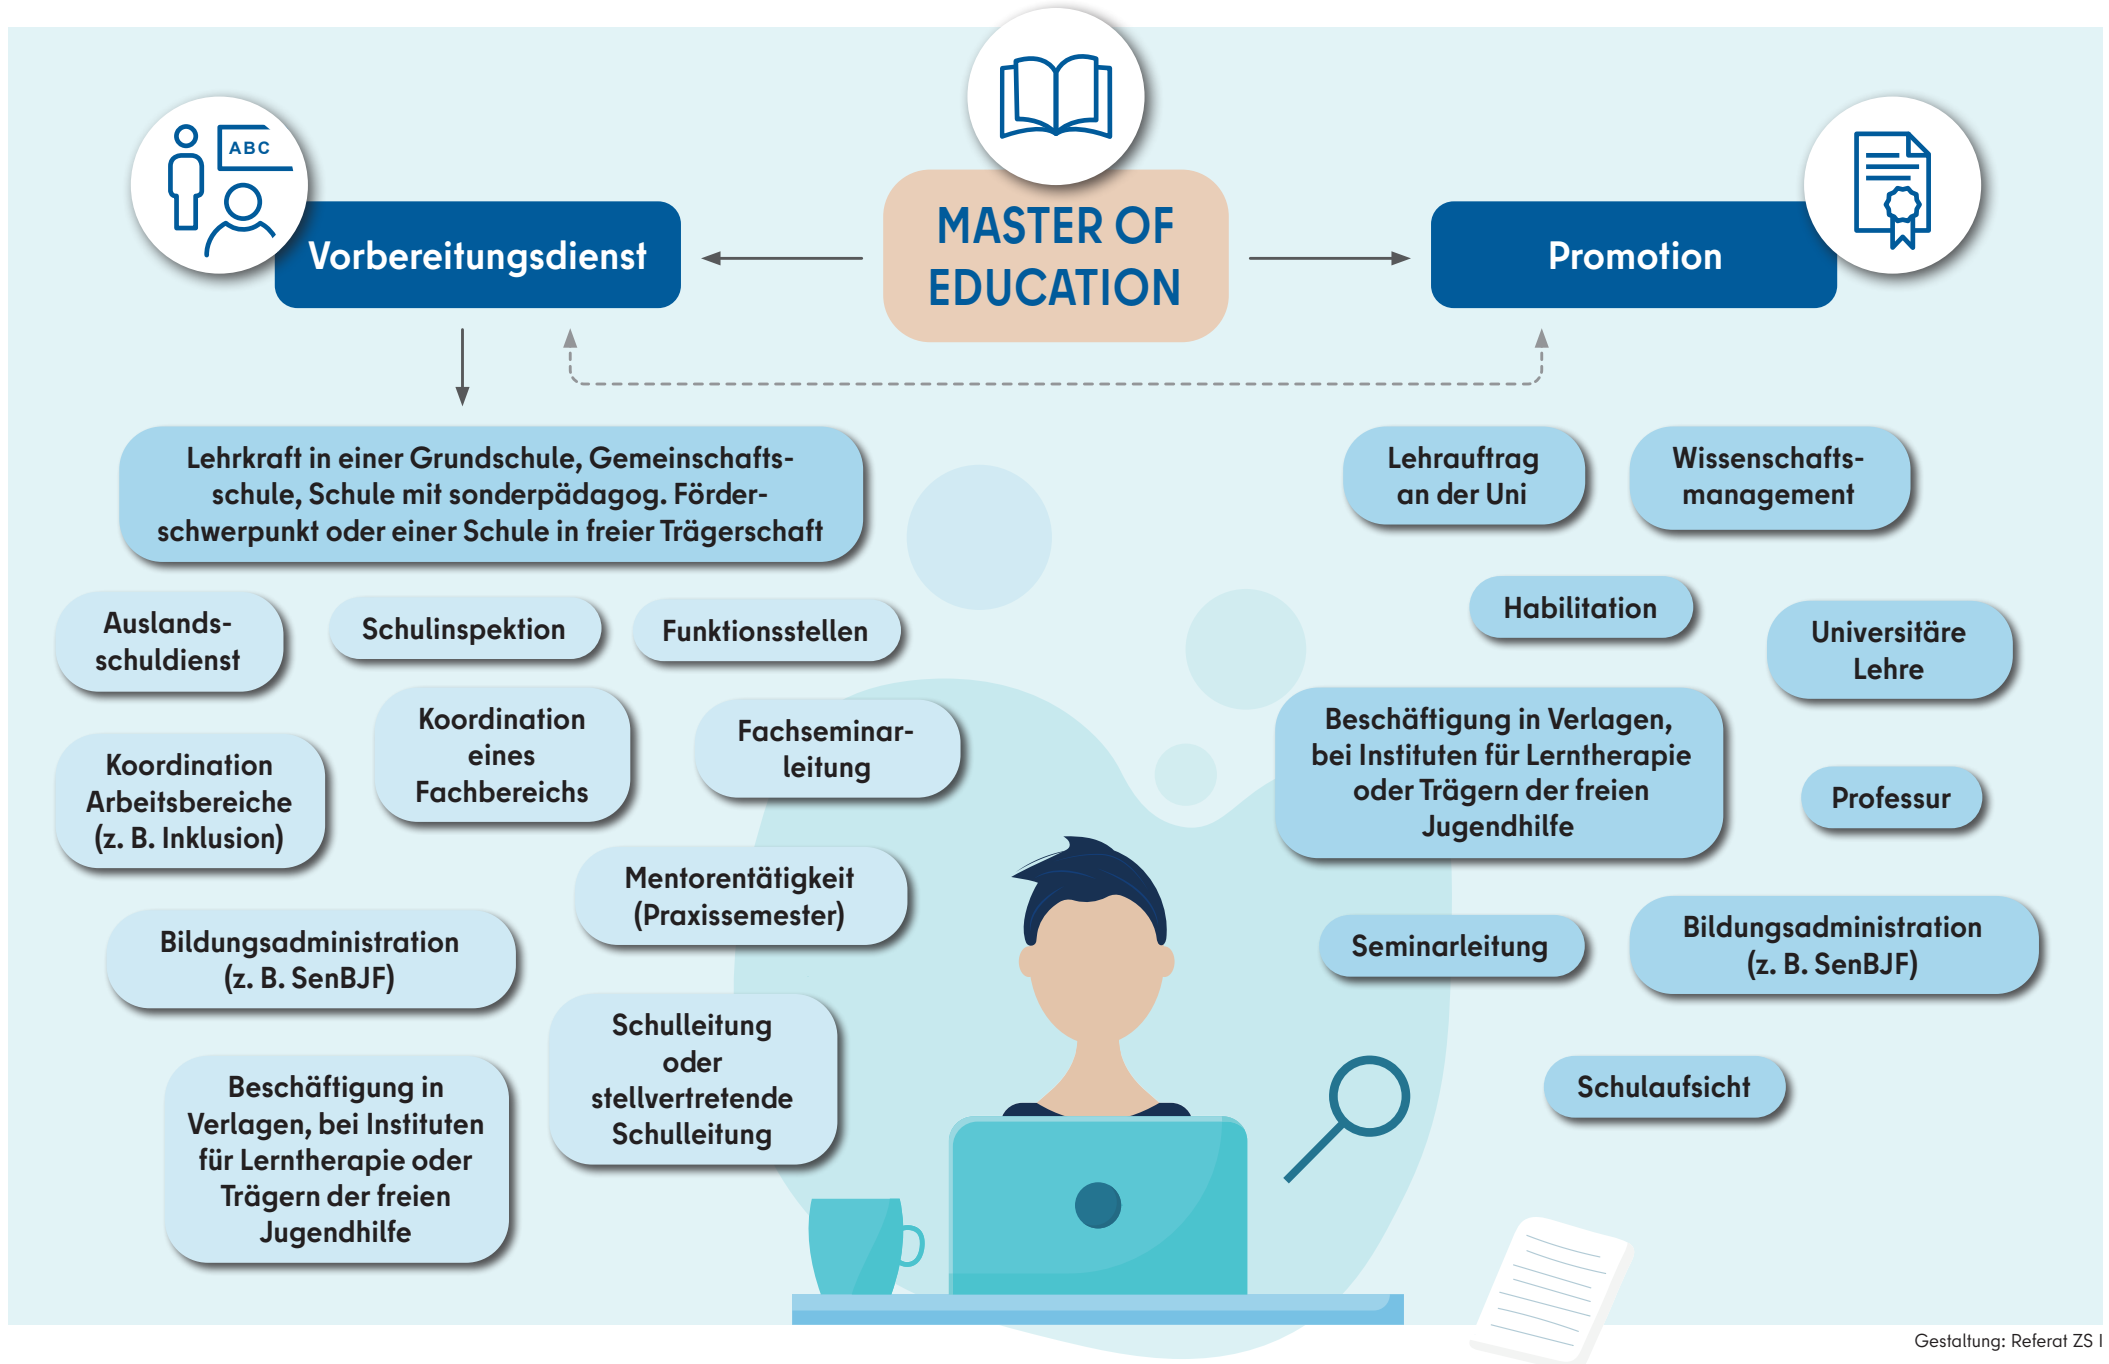 ABC
MASTER OF
EDUCATION
Vorbereitungsdienst
Promotion
Lehrkraft in einer Grundschule, Gemeinschafts-
schule, Schule mit sonderpädagog. Förder-
schwerpunkt oder einer Schule in freier Trägerschaft
Auslands-
schuldienst
Schulinspektion
Funktionsstellen
Koordination
eines
Fachbereichs
Fachseminar-
leitung
Koordination
Arbeitsbereiche
(z. B. Inklusion)
Mentorentätigkeit
(Praxissemester)
Bildungsadministration
(z. B. SenBJF)
Schulleitung
oder
stellvertretende
Schulleitung
Beschäftigung in
Verlagen, bei Instituten
für Lerntherapie oder
Trägern der freien
Jugendhilfe
Lehrauftrag
an der Uni
Wissenschafts-
management
Habilitation
Universitäre
Lehre
Beschäftigung in Verlagen,
bei Instituten für Lerntherapie
oder Trägern der freien
Jugendhilfe
Professur
Seminarleitung
Bildungsadministration
(z. B. SenBJF)
Schulaufsicht
Gestaltung: Referat ZS I